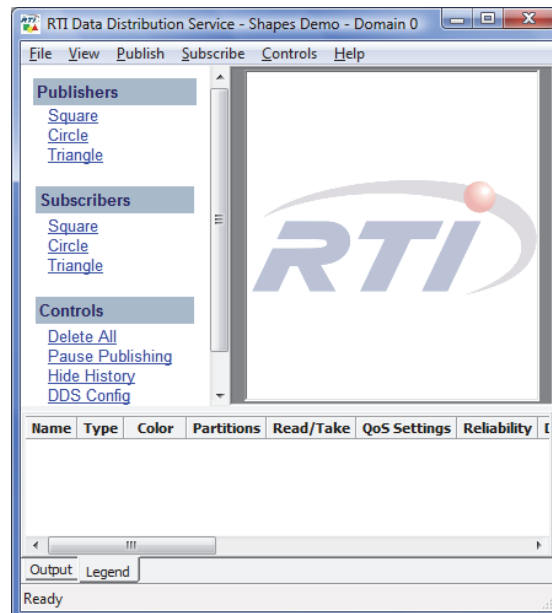 RTI Data Distribution Service - Shapes Demo - Domain 0
File View Publish Subscribe Controls Help
Publishers
Square
Circle
Triangle
Subscribers
Square
Circle
Triangle
Controls
Delete All
Pause Publishing
Hide History
DDS Config
RTI
Name Type Color Partitions Read/Take QoS Settings Reliability
Output Legend
Ready